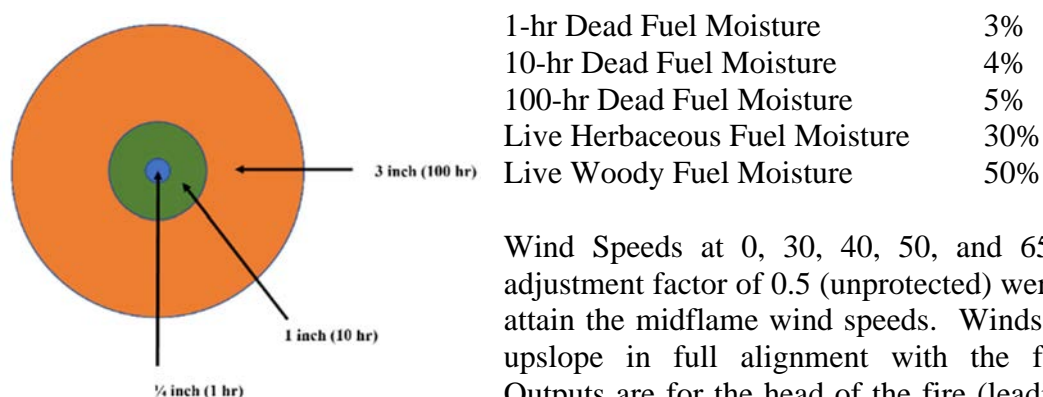 1-hr Dead Fuel Moisture 3%
10-hr Dead Fuel Moisture 4%
100-hr Dead Fuel Moisture 5%
Live Herbaceous Fuel Moisture 30%
Live Woody Fuel Moisture 50%
3 inch (100 hr)
1 inch (10 hr)
¼ inch (1 hr)
Wind Speeds at 0, 30, 40, 50, and 65
adjustment factor of 0.5 (unprotected) wer
attain the midflame wind speeds. Winds
upslope in full alignment with the f
Outputs are for the head of the fire (lead